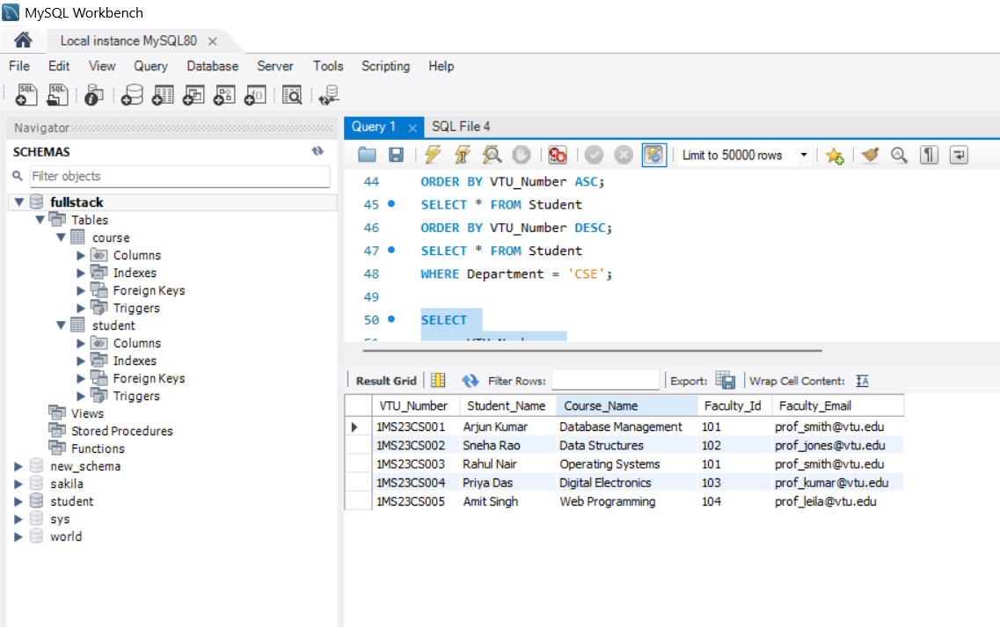 MySQL Workbench
Local instance MySQL80
File Edit View Query Database Server Tools Scripting Help
Navigator
SCHEMAS
Filter objects
fullstack
Tables
course
Columns
Indexes
Foreign Keys
Triggers
student
Columns
Indexes
Foreign Keys
Triggers
Views
Stored Procedures
Functions
new_schema
sakila
student
sys
world
Query 1 SQL File 4
Limit to 50000 rows
44 ORDER BY VTU_Number ASC;
45 SELECT * FROM Student
46 ORDER BY VTU_Number DESC;
47 SELECT * FROM Student
48 WHERE Department = 'CSE';
49
50 SELECT
Result Grid Filter Rows: Export: Wrap Cell Content:
VTU_Number Student_Name Course_Name Faculty_Id Faculty_Email
1MS23CS001 Arjun Kumar Database Management 101 prof_smith@vtu.edu
1MS23CS002 Sneha Rao Data Structures 102 prof_jones@vtu.edu
1MS23CS003 Rahul Nair Operating Systems 101 prof_smith@vtu.edu
1MS23CS004 Priya Das Digital Electronics 103 prof_kumar@vtu.edu
1MS23CS005 Amit Singh Web Programming 104 prof_leila@vtu.edu